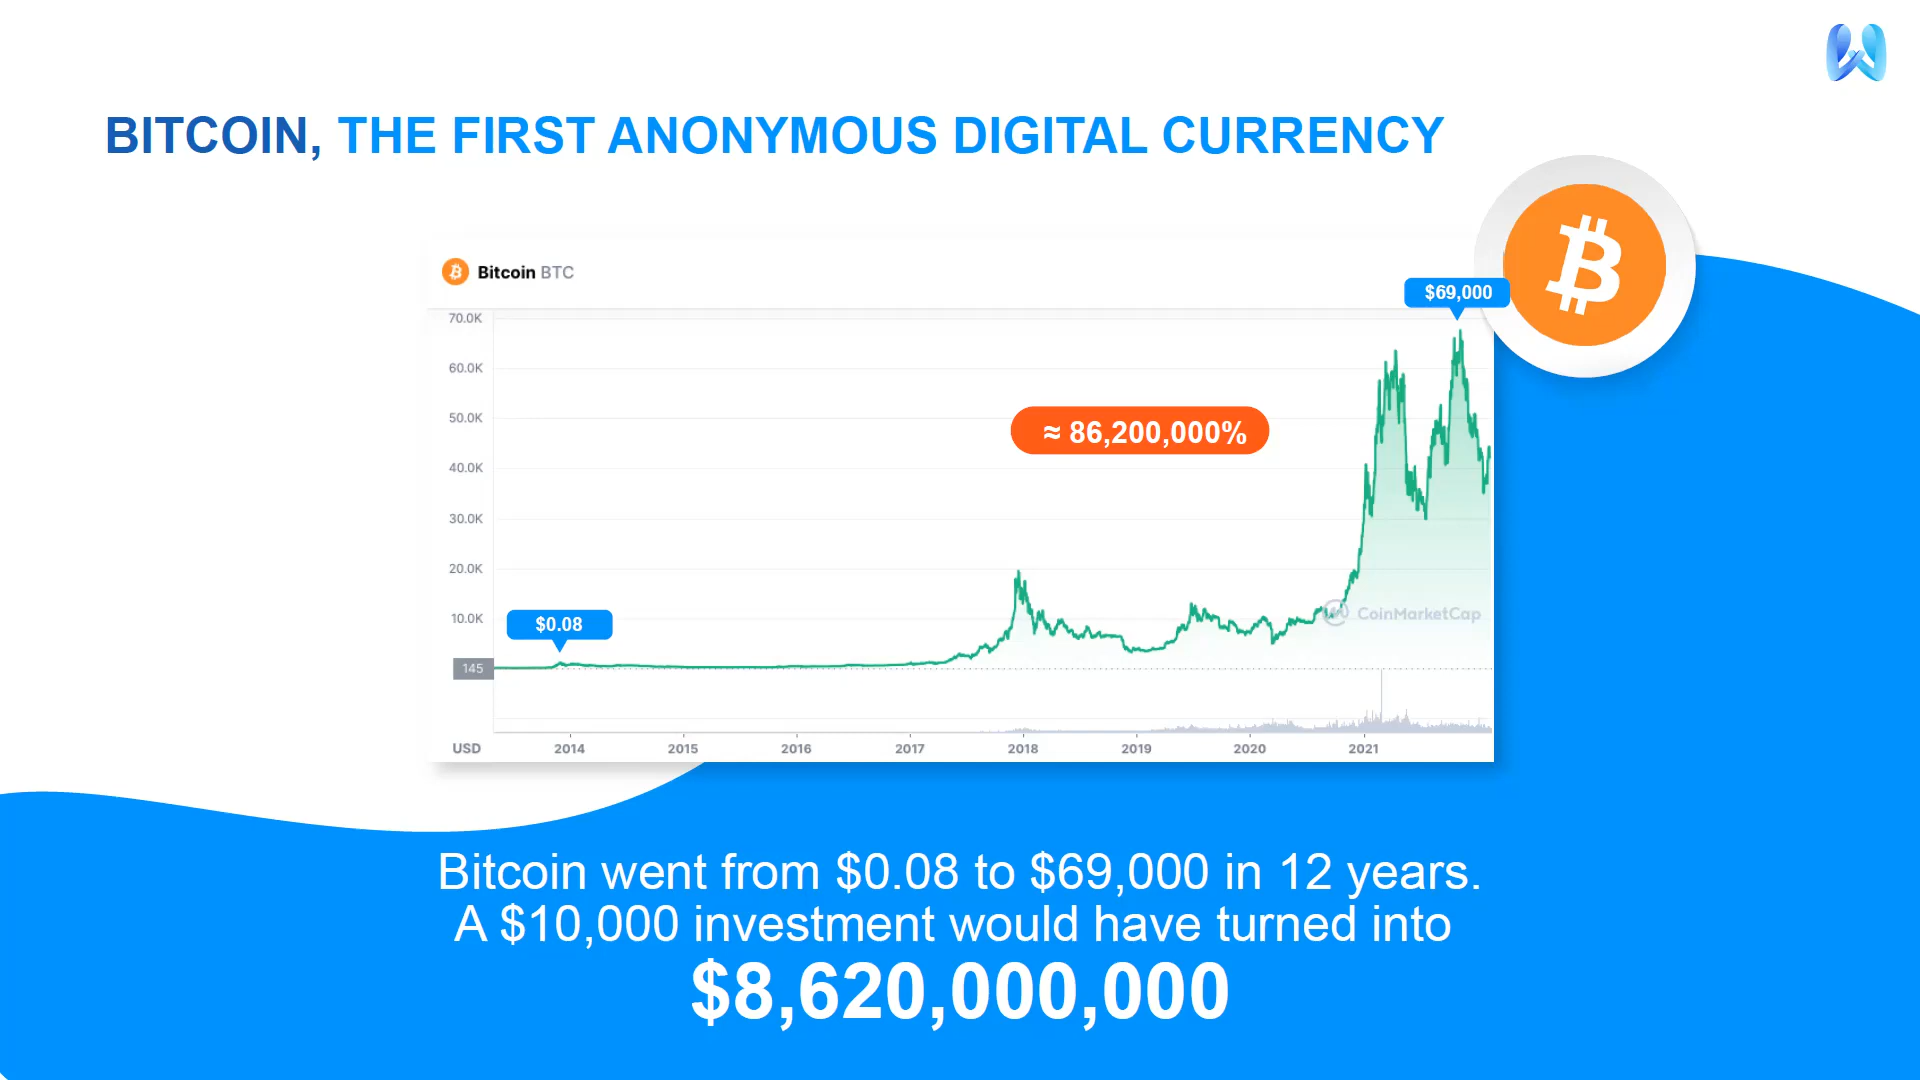 BITCOIN, THE FIRST ANONYMOUS DIGITAL CURRENCY
Bitcoin BTC
$69,000
70.0K
60.0K
50.0K
≈ 86,200,000%
40.0K
30.0K
20.0K
10.0K
$0.08
CoinMarketCap
145
USD 2014 2015 2016 2017 2018 2019 2020 2021
Bitcoin went from $0.08 to $69,000 in 12 years.
A $10,000 investment would have turned into
$8,620,000,000